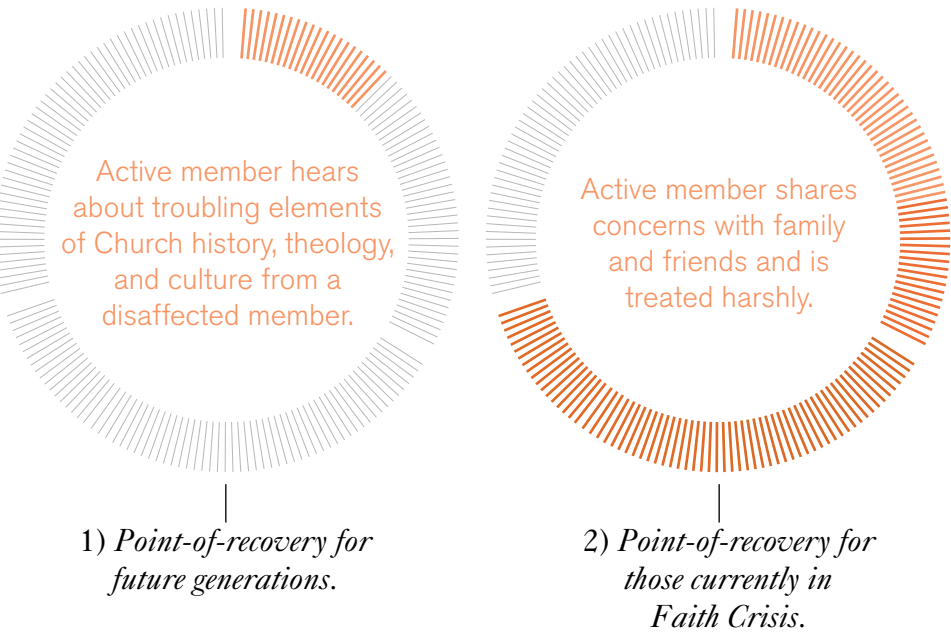 Active member hears
about troubling elements
of Church history, theology,
and culture from a
disaffected member.
1) Point-of-recovery for
future generations.
Active member shares
concerns with family
and friends and is
treated harshly.
2) Point-of-recovery for
those currently in
Faith Crisis.